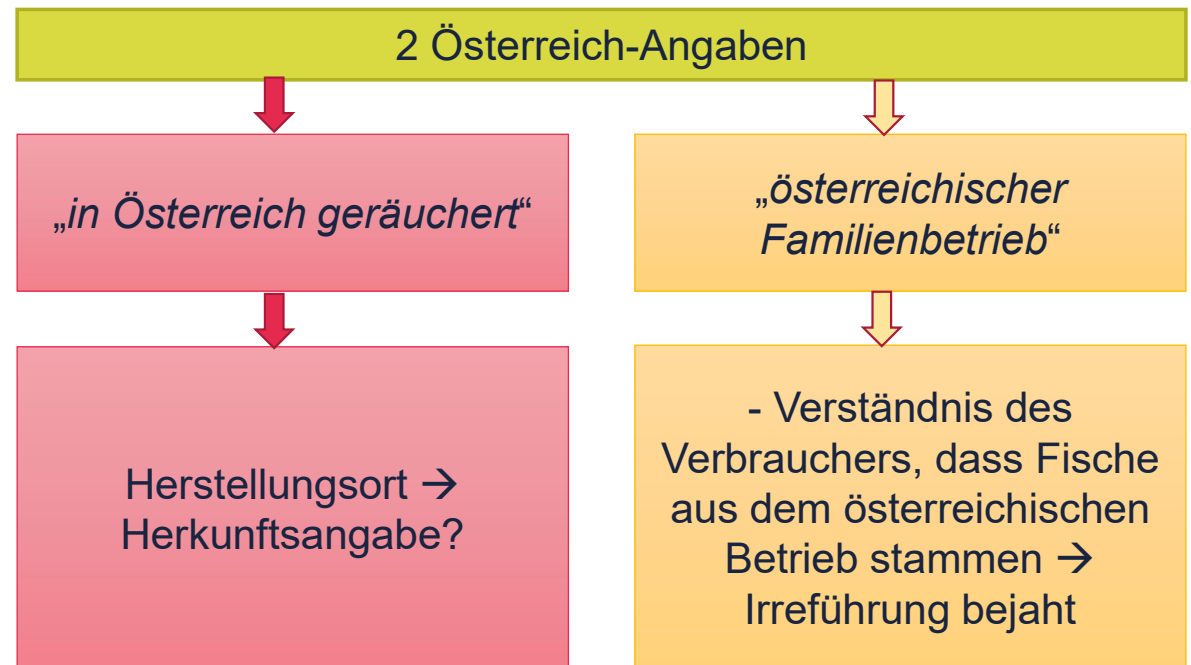 2 Österreich-Angaben
„in Österreich geräuchert“
„österreichischer
Familienbetrieb“
Herstellungsort →
Herkunftsangabe?
- Verständnis des
Verbrauchers, dass Fische
aus dem österreichischen
Betrieb stammen →
Irreführung bejaht